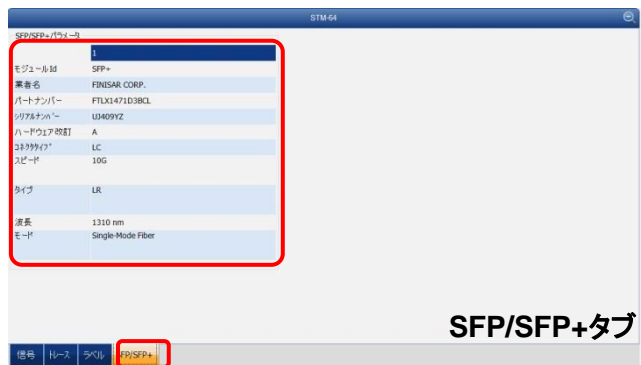 STM-64
SFP/SFP+パラメータ
1
モジュールId SFP+
業者名 FINISAR CORP.
パートナンバー FTLX1471D3BCL
シリアルナンバー UJ409YZ
ハードウェア改訂 A
コネクタタイプ LC
スピード 10G
タイプ LR
波長 1310 nm
モード Single-Mode Fiber
SFP/SFP+タブ
信号 トレース ラベル FP/SFP+